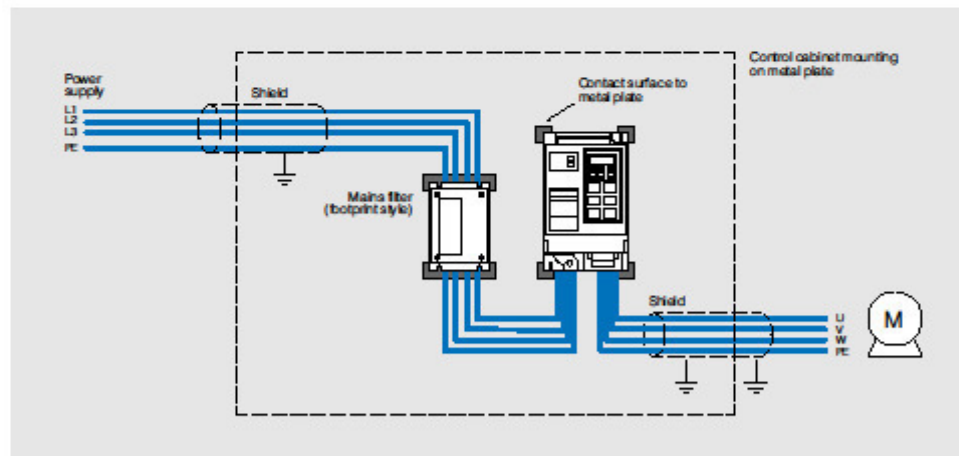 Power
supply
L1
L2
L3
PE
Shield
Contact surface to
metal plate
Control cabinet mounting
on metal plate
Mains filter
(footprint style)
Shield
U
V
W
PE
M